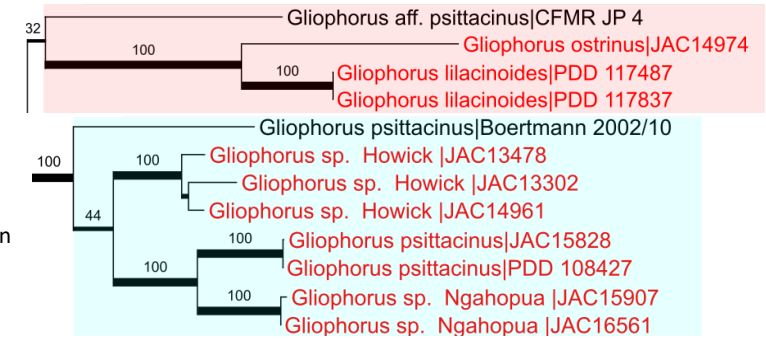 Gliophorus aff. psittacinus|CFMR JP 4
32
Gliophorus ostrinus|JAC14974
100
100
Gliophorus lilacinoides|PDD 117487
Gliophorus lilacinoides|PDD 117837
Gliophorus psittacinus|Boertmann 2002/10
100
100
Gliophorus sp. Howick |JAC13478
Gliophorus sp. Howick |JAC13302
Gliophorus sp. Howick |JAC14961
44
n
100
Gliophorus psittacinus|JAC15828
100
Gliophorus psittacinus|PDD 108427
100
Gliophorus sp. Ngahopua |JAC15907
Gliophorus sp. Ngahopua |JAC16561